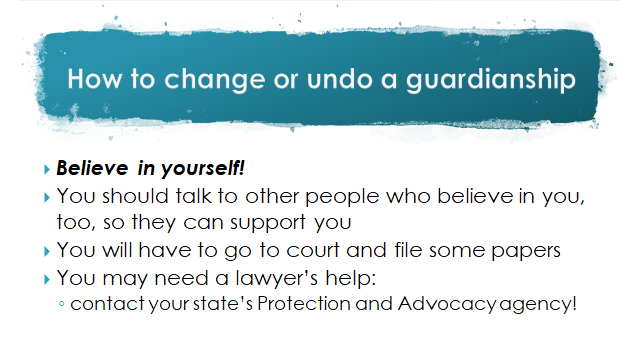 How to change or undo a guardianship
Believe in yourself!
You should talk to other people who believe in you,
too, so they can support you
You will have to go to court and file some papers
You may need a lawyer's help:
contact your state's Protection and Advocacy agency!